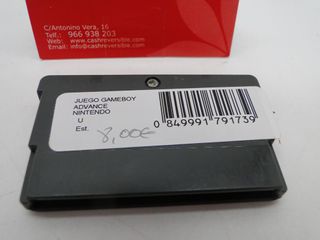 C/Antonino Vera, 16
Telf.: 966 938 203
Web: www.cashreversible.com
Email: info@cashreversible.com
JUEGO GAMEBOY
ADVANCE
NINTENDO
U
Est. 8,00€
0 849991 791739